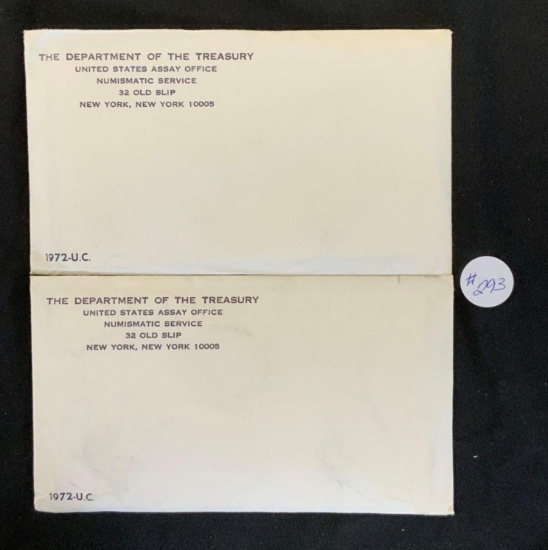 THE DEPARTMENT OF THE TREASURY
UNITED STATES ASSAY OFFICE
NUMISMATIC SERVICE
32 OLD SLIP
NEW YORK, NEW YORK 10005
1972-U.C.
THE DEPARTMENT OF THE TREASURY
UNITED STATES ASSAY OFFICE
NUMISMATIC SERVICE
32 OLD SLIP
NEW YORK, NEW YORK 10005
1972-U.C.
#293